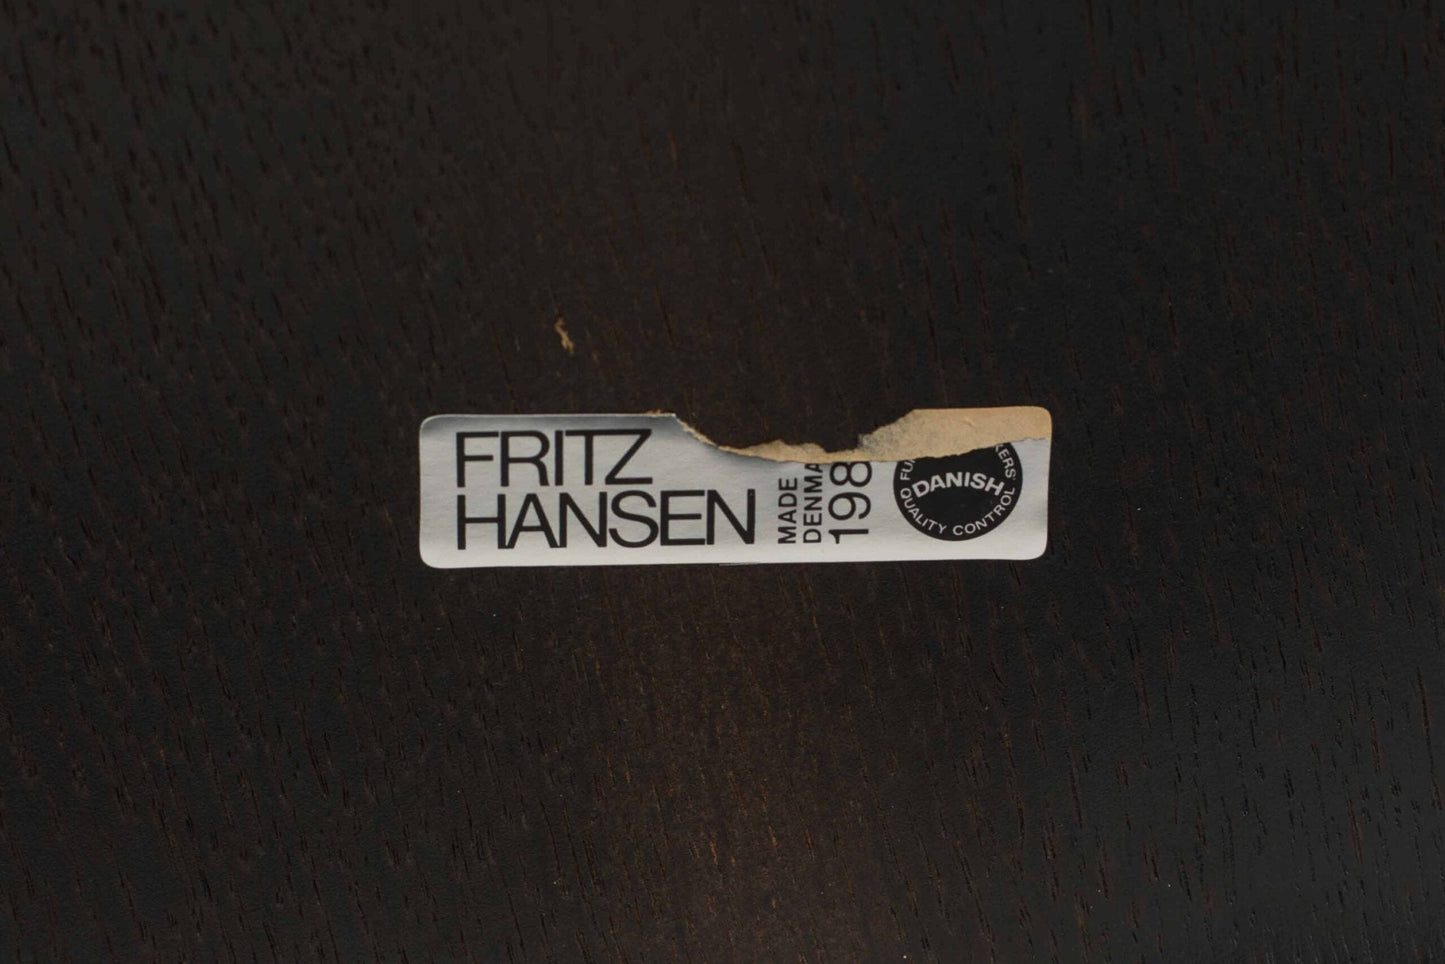 FRITZ
HANSEN
MADE
DENMA
198
DANISH
QUALITY CONTROL